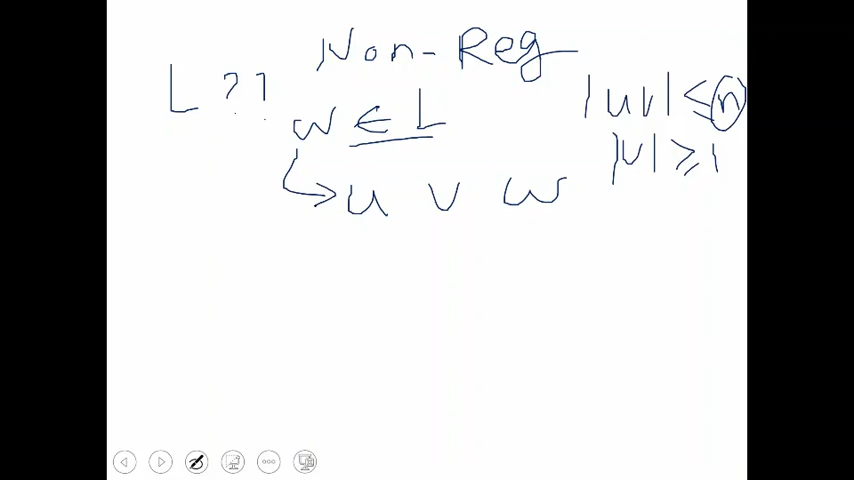 Non-Reg
L ??
w ∈ L
|uv| ≤ n
|v| ≥ 1
u v w